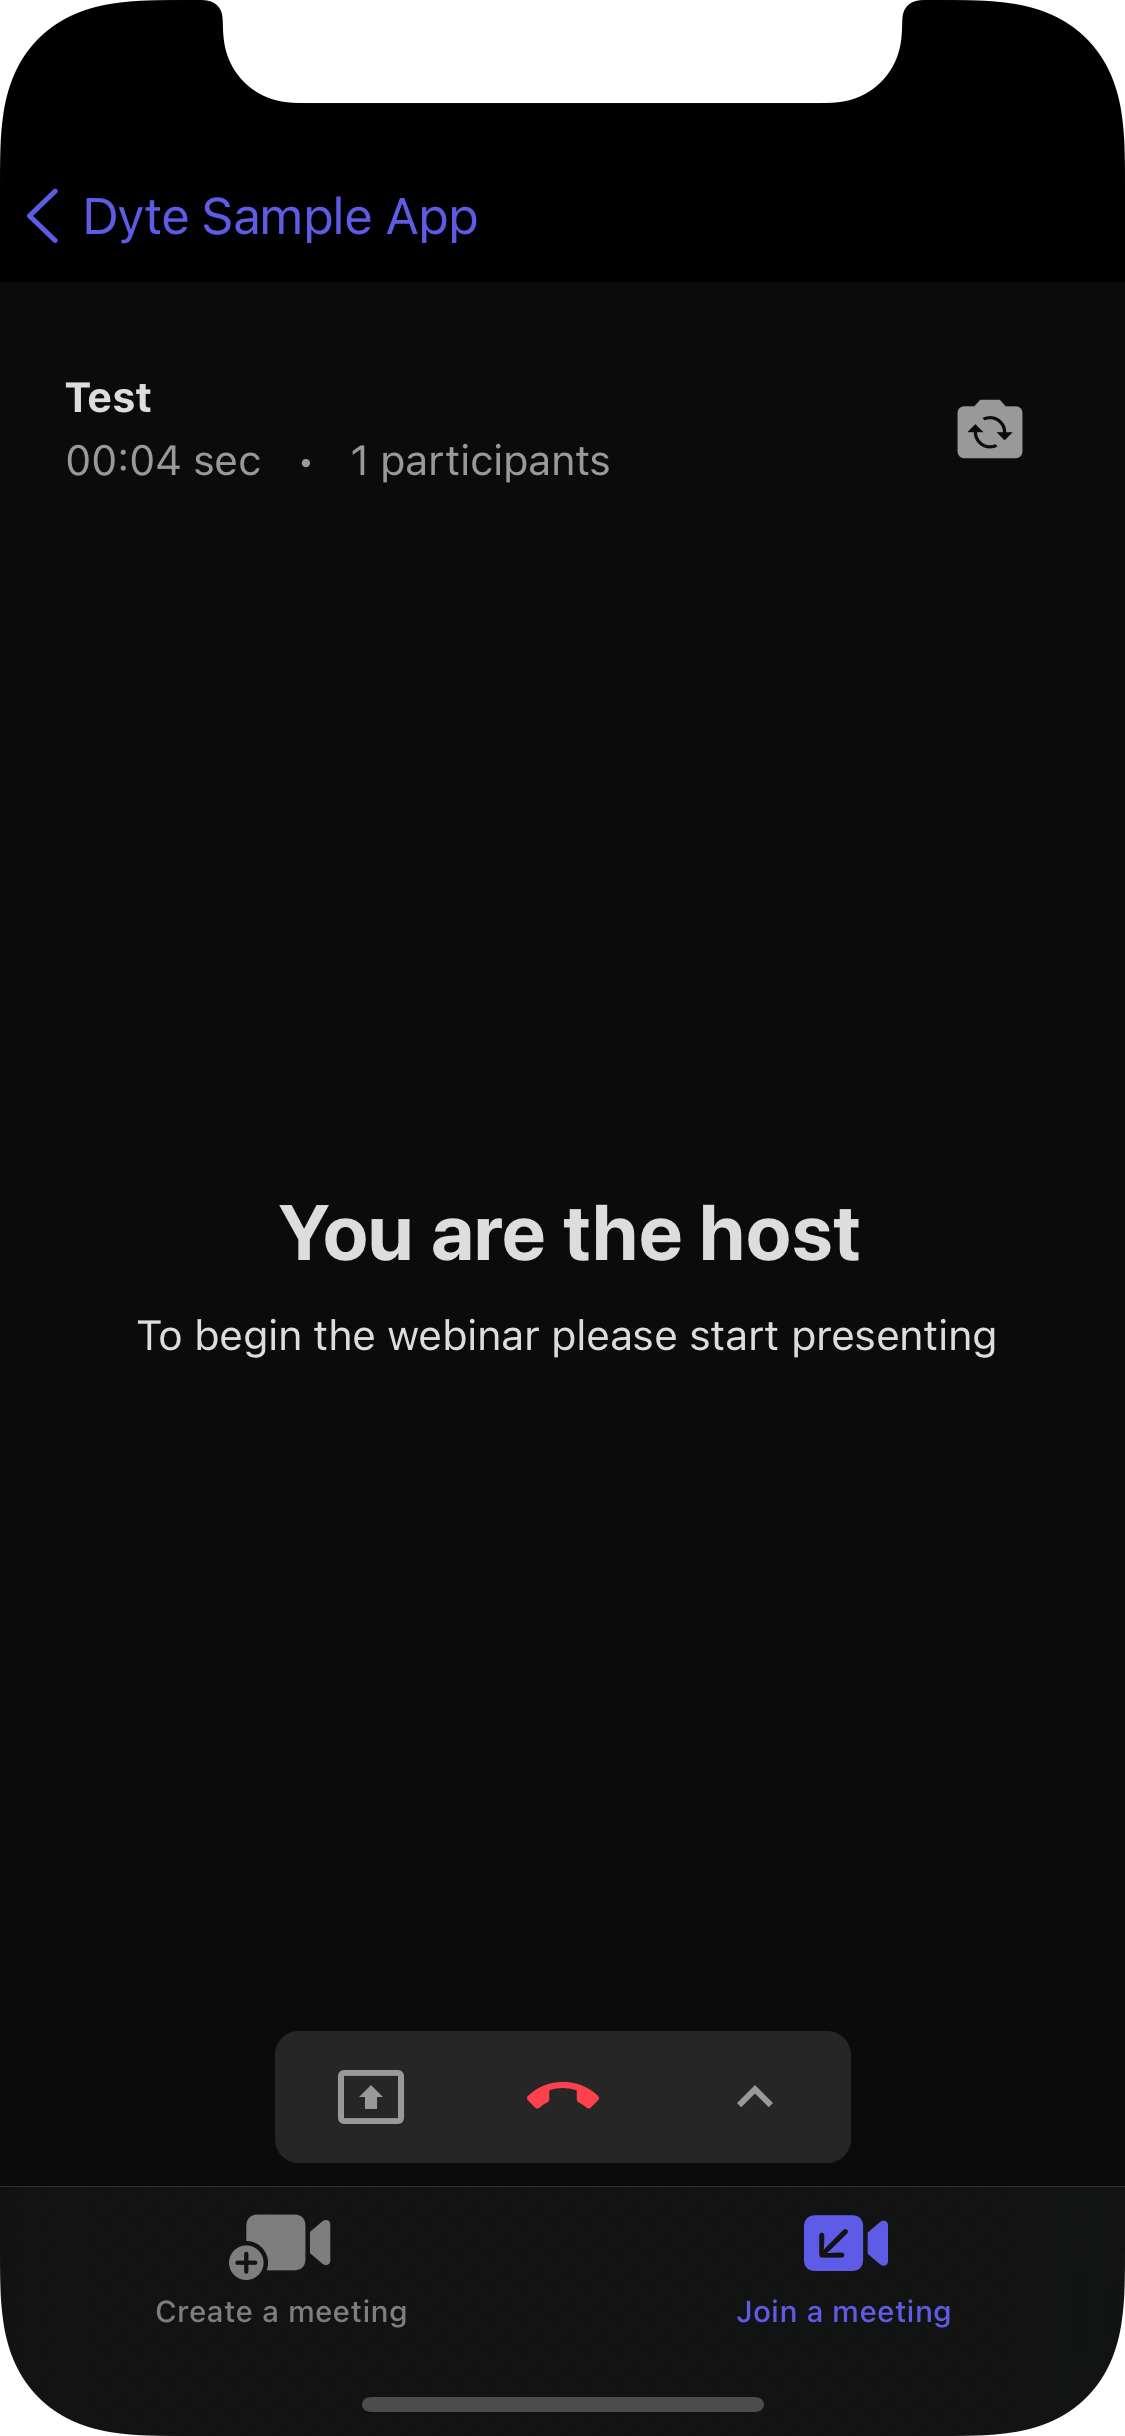 Dyte Sample App
Test
00:04 sec • 1 participants
You are the host
To begin the webinar please start presenting
Create a meeting
Join a meeting